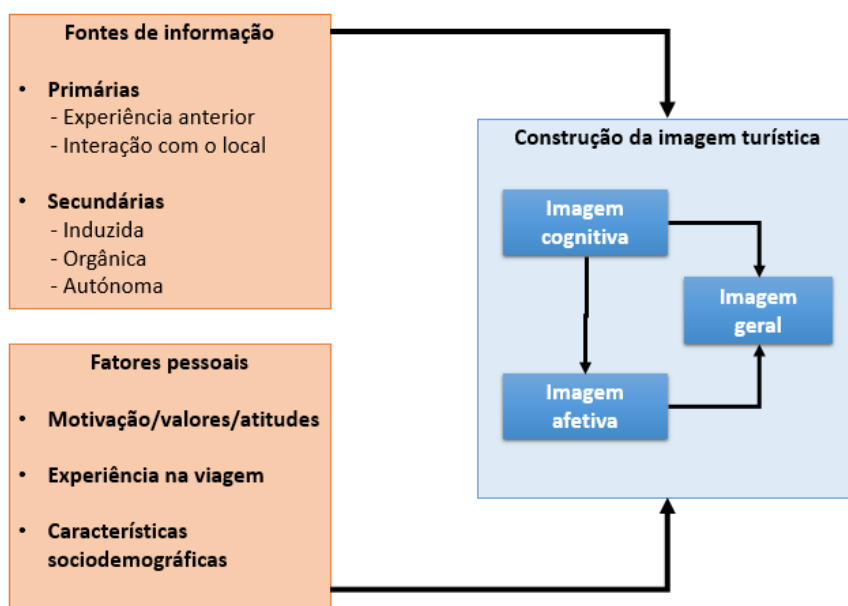 Fontes de informação
• Primárias
- Experiência anterior
- Interação com o local
• Secundárias
- Induzida
- Orgânica
- Autónoma
Fatores pessoais
• Motivação/valores/atitudes
• Experiência na viagem
• Características
sociodemográficas
Construção da imagem turística
Imagem
cognitiva
Imagem
geral
Imagem
afetiva